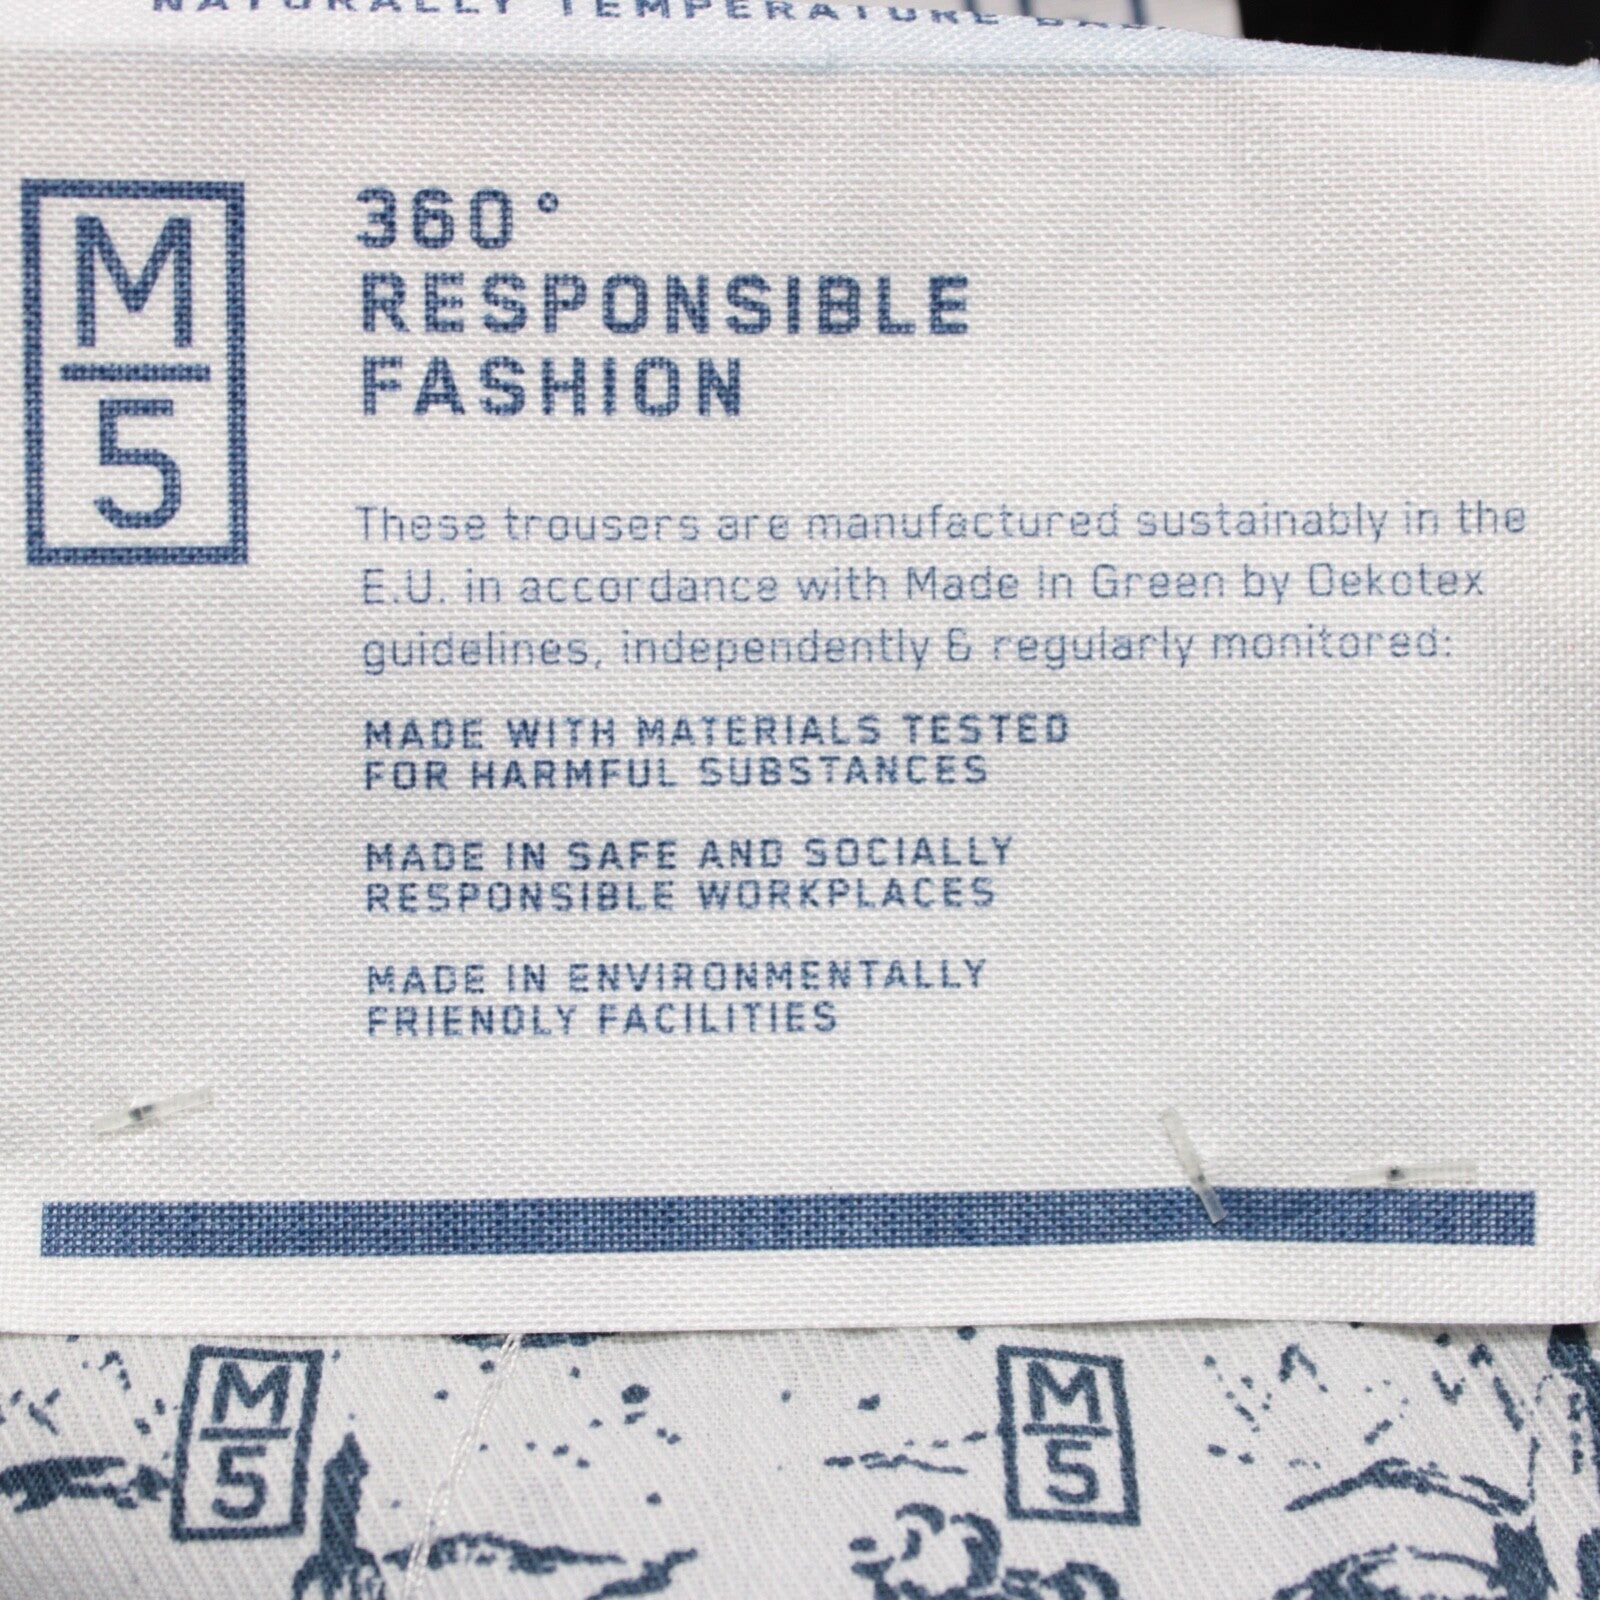 NATURALLY TEMPERATURE
M
5
360°
RESPONSIBLE
FASHION
These trousers are manufactured sustainably in the
E.U. in accordance with Made In Green by Oekotex
guidelines, independently & regularly monitored:
MADE WITH MATERIALS TESTED
FOR HARMFUL SUBSTANCES
MADE IN SAFE AND SOCIALLY
RESPONSIBLE WORKPLACES
MADE IN ENVIRONMENTALLY
FRIENDLY FACILITIES
M
5
M
5